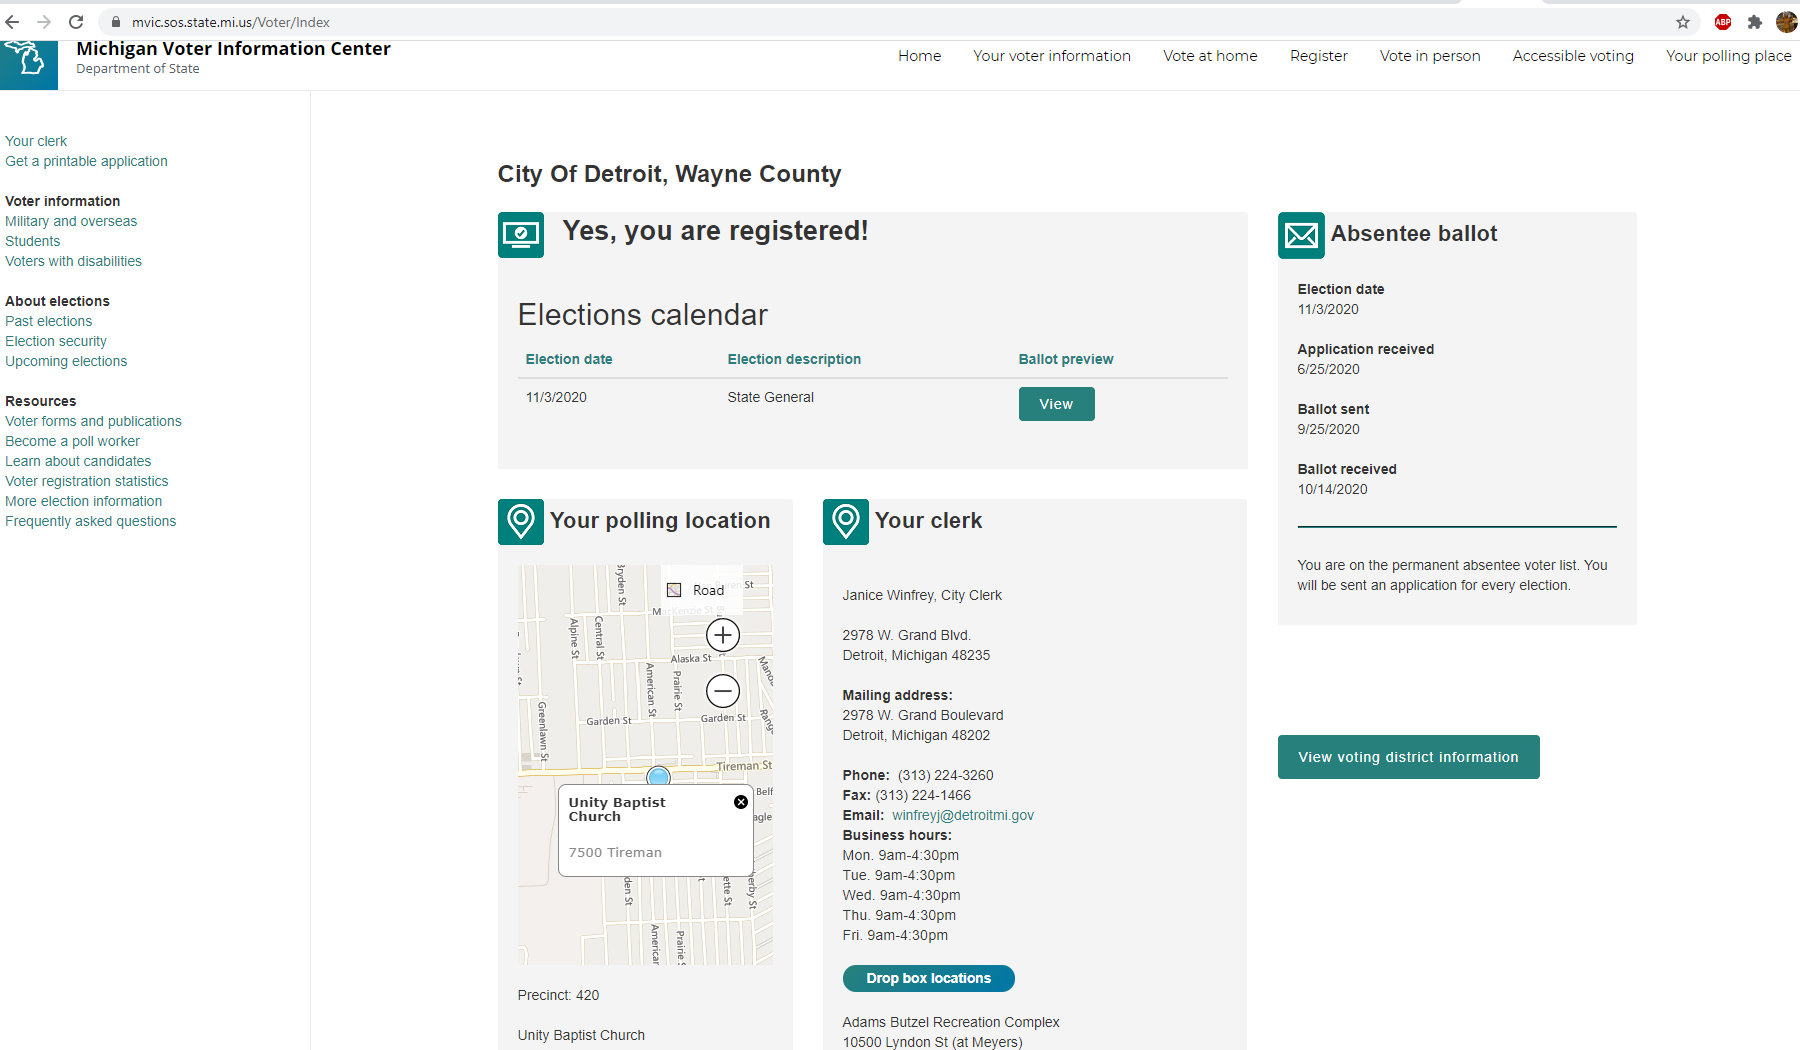 mvic.sos.state.mi.us/Voter/Index
ABP
Michigan Voter Information Center
Department of State
Home
Your voter information
Vote at home
Register
Vote in person
Accessible voting
Your polling place
Your clerk
Get a printable application
Voter information
Military and overseas
Students
Voters with disabilities
About elections
Past elections
Election security
Upcoming elections
Resources
Voter forms and publications
Become a poll worker
Learn about candidates
Voter registration statistics
More election information
Frequently asked questions
City Of Detroit, Wayne County
Yes, you are registered!
Elections calendar
Election date Election description Ballot preview
11/3/2020 State General View
Absentee ballot
Election date
11/3/2020
Application received
6/25/2020
Ballot sent
9/25/2020
Ballot received
10/14/2020
You are on the permanent absentee voter list. You
will be sent an application for every election.
View voting district information
Your polling location
Road
MacKenzie St
Alpine St
Central St
Alaska St
American St
Prairie St
Greenlawn St
Garden St
Garden St
Tireman St
Unity Baptist
Church
7500 Tireman
American
Prairie S
Precinct: 420
Unity Baptist Church
Your clerk
Janice Winfrey, City Clerk
2978 W. Grand Blvd.
Detroit, Michigan 48235
Mailing address:
2978 W. Grand Boulevard
Detroit, Michigan 48202
Phone: (313) 224-3260
Fax: (313) 224-1466
Email: winfreyj@detroitmi.gov
Business hours:
Mon. 9am-4:30pm
Tue. 9am-4:30pm
Wed. 9am-4:30pm
Thu. 9am-4:30pm
Fri. 9am-4:30pm
Drop box locations
Adams Butzel Recreation Complex
10500 Lyndon St (at Meyers)